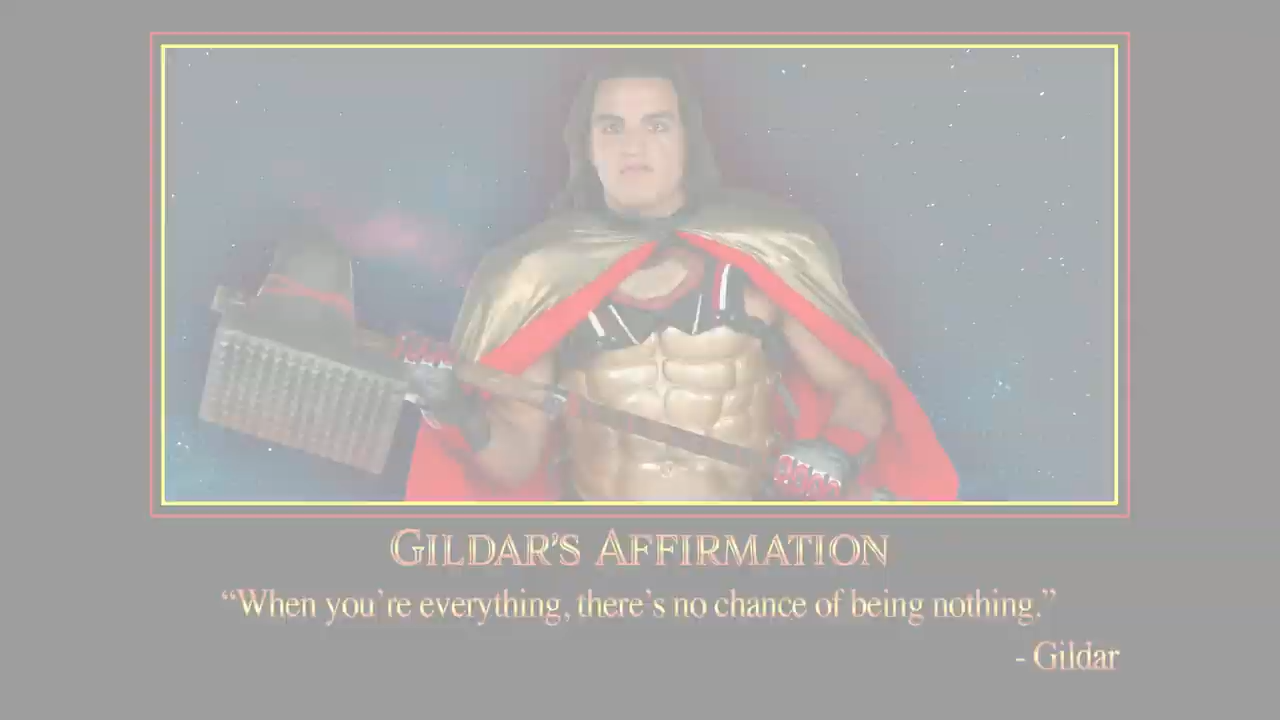 GILDAR'S AFFIRMATION
“When you're everything, there's no chance of being nothing.”
- Gildar